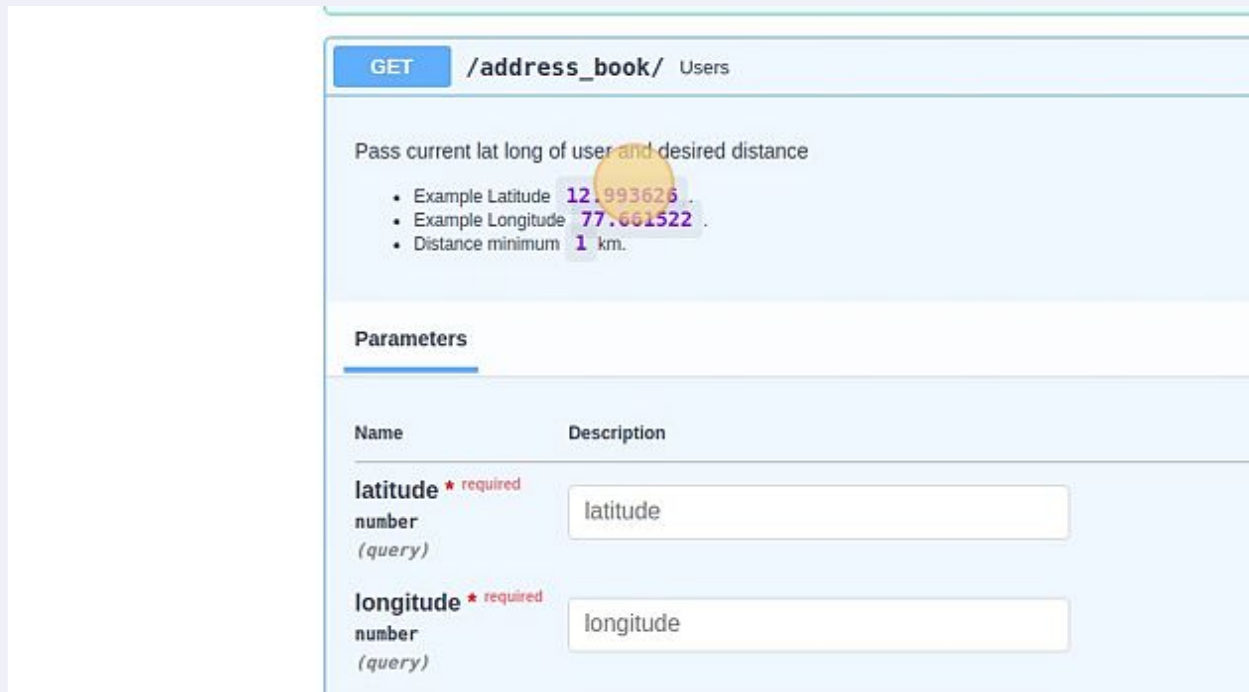 GET /address_book/ Users
Pass current lat long of user and desired distance
• Example Latitude 12.993626 .
• Example Longitude 77.661522 .
• Distance minimum 1 km.
Parameters
Name Description
latitude * required
number
(query)
latitude
longitude * required
number
(query)
longitude